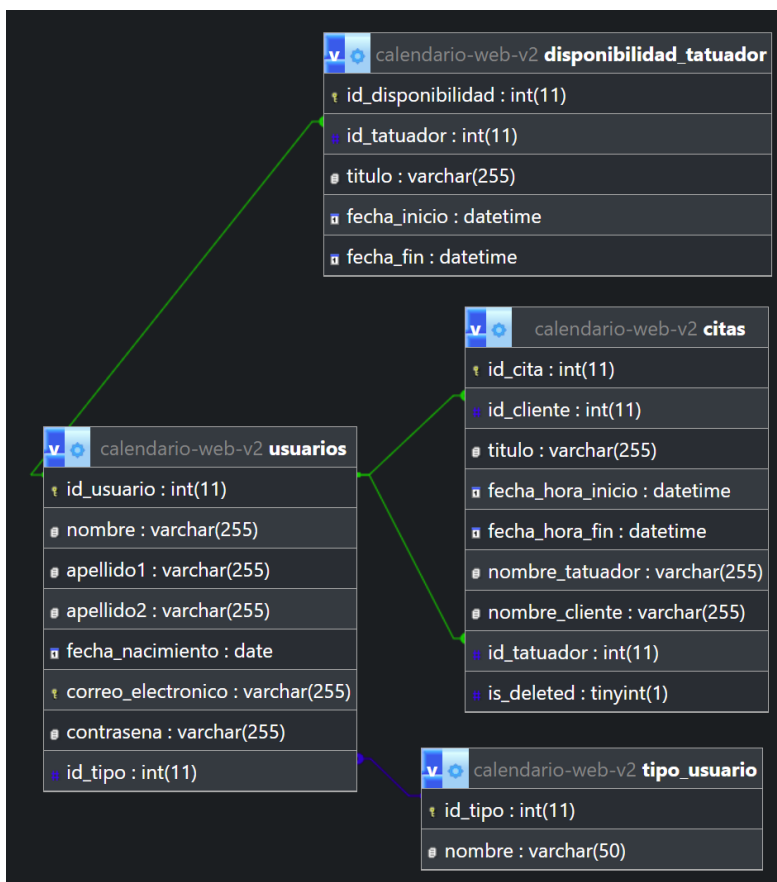 v calendario-web-v2 disponibilidad_tatuador
id_disponibilidad : int(11)
id_tatuador : int(11)
titulo : varchar(255)
fecha_inicio : datetime
fecha_fin : datetime
v calendario-web-v2 citas
id_cita : int(11)
id_cliente : int(11)
titulo : varchar(255)
fecha_hora_inicio : datetime
fecha_hora_fin : datetime
nombre_tatuador : varchar(255)
nombre_cliente : varchar(255)
id_tatuador : int(11)
is_deleted : tinyint(1)
v calendario-web-v2 usuarios
id_usuario : int(11)
nombre : varchar(255)
apellido1 : varchar(255)
apellido2 : varchar(255)
fecha_nacimiento : date
correo_electronico : varchar(255)
contrasena : varchar(255)
id_tipo : int(11)
v calendario-web-v2 tipo_usuario
id_tipo : int(11)
nombre : varchar(50)